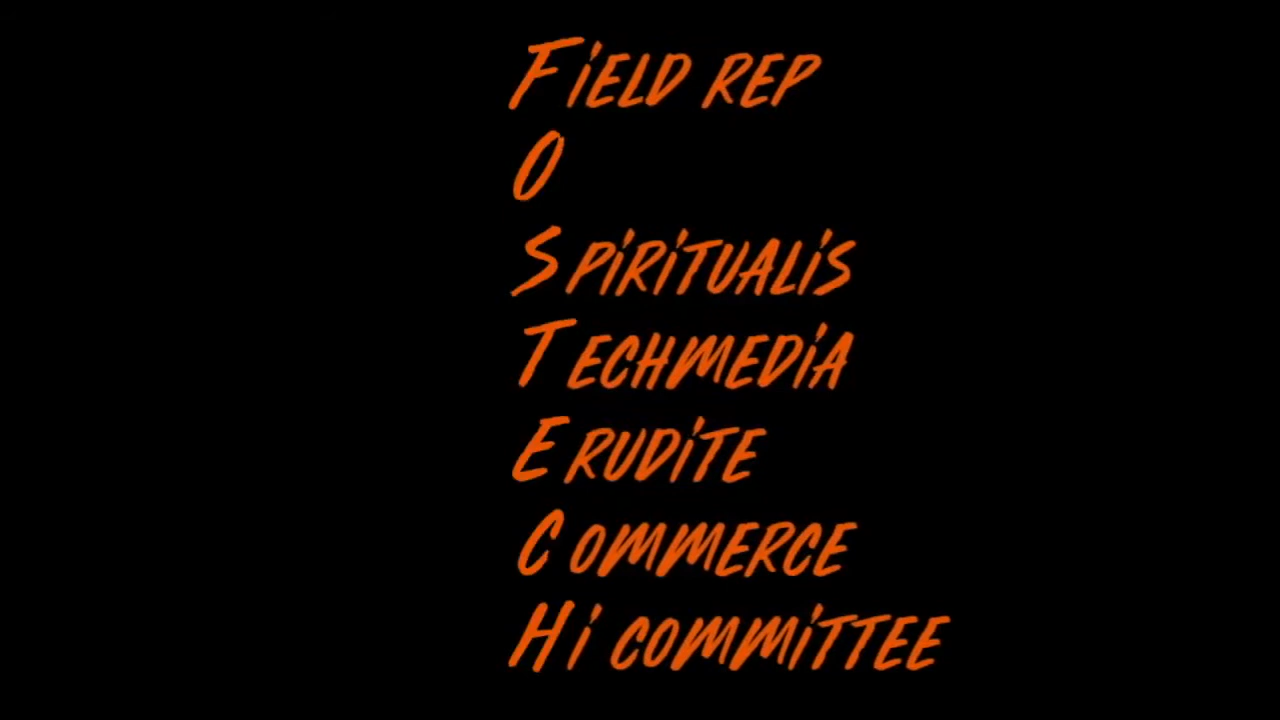 Field rep
O
Spiritualis
Techmedia
Erudite
Commerce
Hi committee